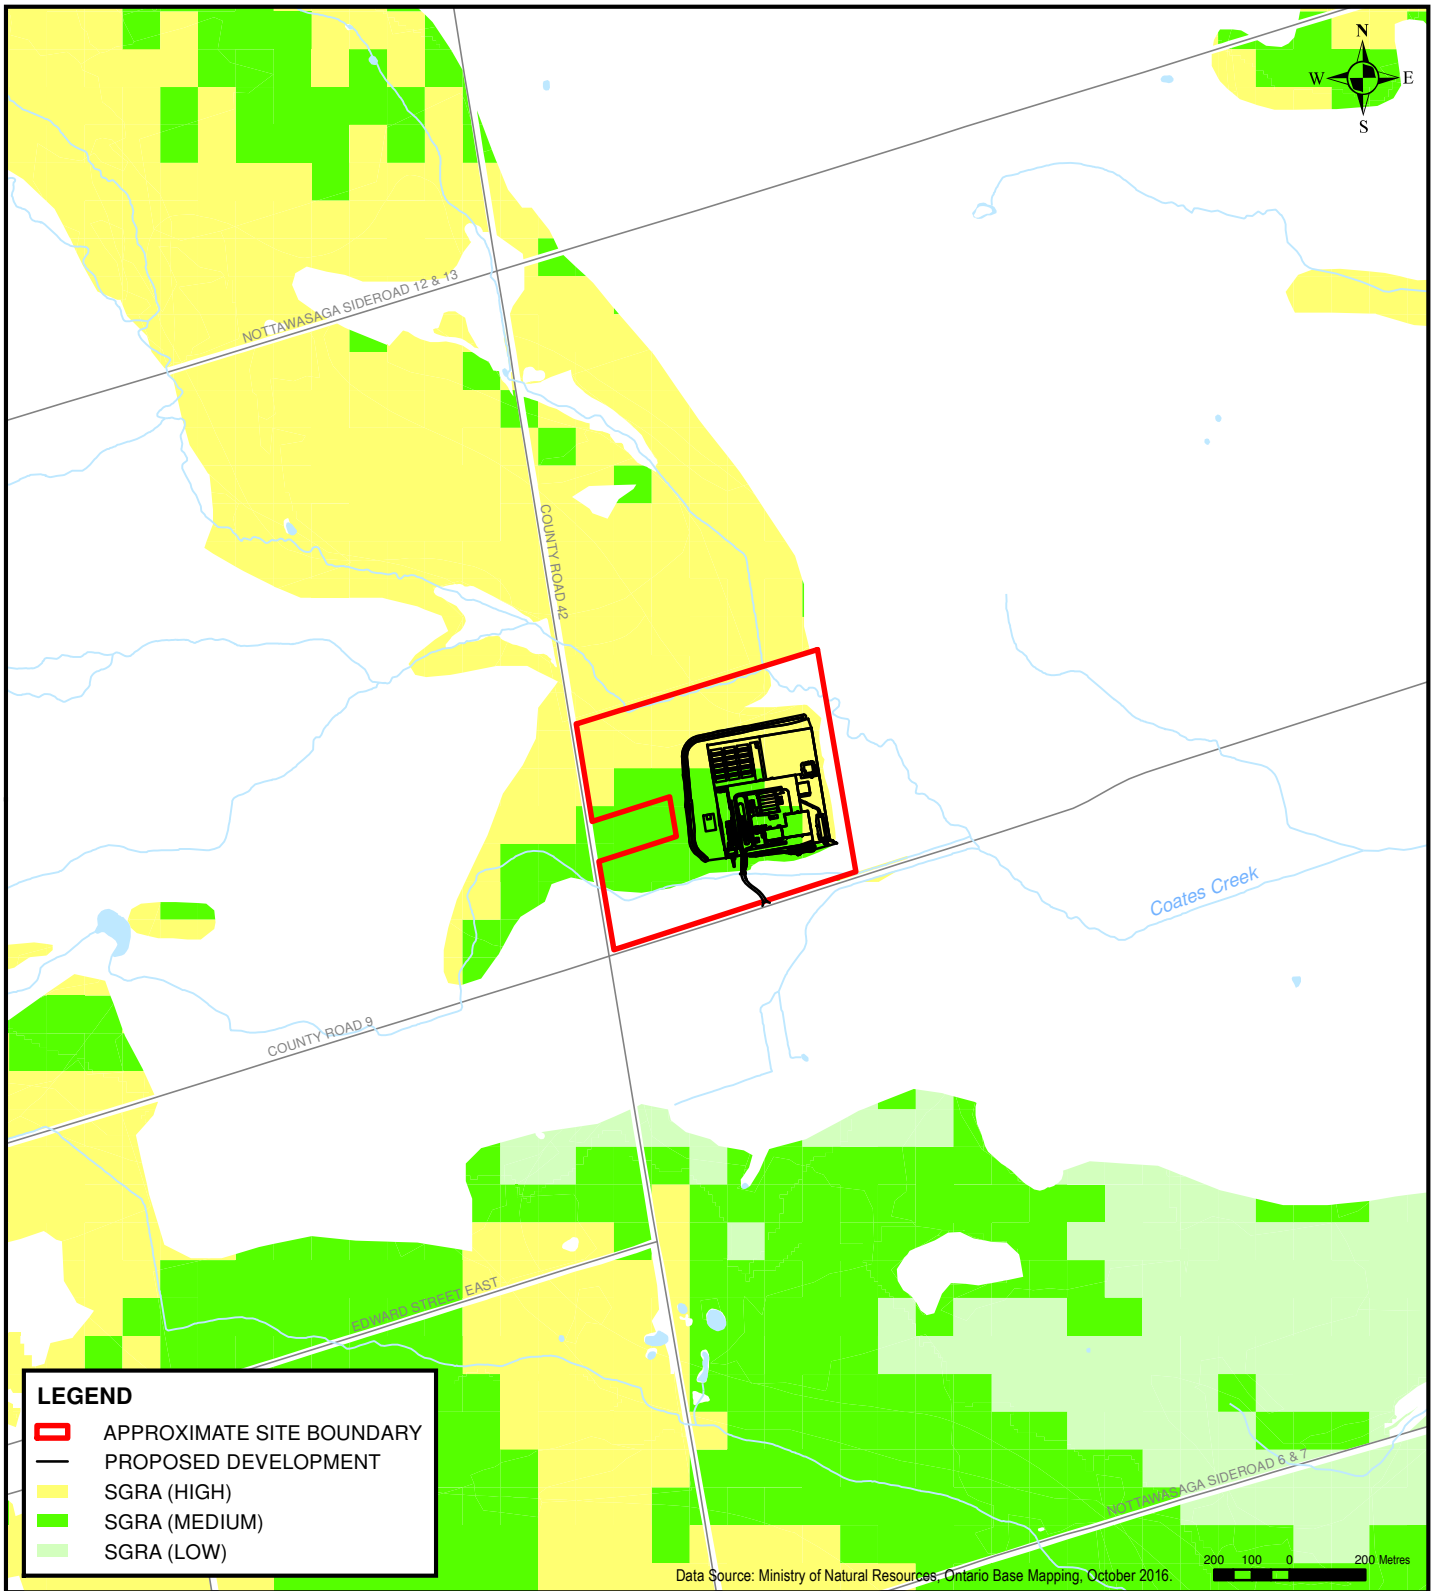 N
W E
S
NOTTAWASAGA SIDEROAD 12 & 13
COUNTY ROAD 42
Coates Creek
COUNTY ROAD 9
EDWARD STREET EAST
NOTTAWASAGA SIDEROAD 6 & 7
LEGEND
APPROXIMATE SITE BOUNDARY
PROPOSED DEVELOPMENT
SGRA (HIGH)
SGRA (MEDIUM)
SGRA (LOW)
200 100 0 200 Metres
Data Source: Ministry of Natural Resources, Ontario Base Mapping, October 2016.